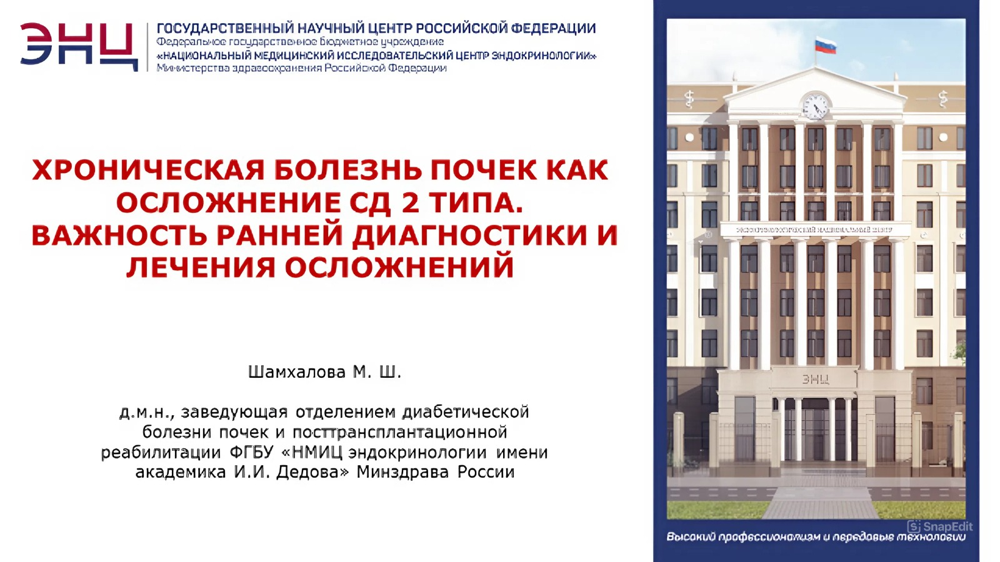 ЭНЦ
ГОСУДАРСТВЕННЫЙ НАУЧНЫЙ ЦЕНТР РОССИЙСКОЙ ФЕДЕРАЦИИ
Федеральное государственное бюджетное учреждение
«НАЦИОНАЛЬНЫЙ МЕДИЦИНСКИЙ ИССЛЕДОВАТЕЛЬСКИЙ ЦЕНТР ЭНДОКРИНОЛОГИИ»
Министерства здравоохранения Российской Федерации
ХРОНИЧЕСКАЯ БОЛЕЗНЬ ПОЧЕК КАК
ОСЛОЖНЕНИЕ СД 2 ТИПА.
ВАЖНОСТЬ РАННЕЙ ДИАГНОСТИКИ И
ЛЕЧЕНИЯ ОСЛОЖНЕНИЙ
Шамхалова М. Ш.
д.м.н., заведующая отделением диабетической
болезни почек и посттрансплантационной
реабилитации ФГБУ «НМИЦ эндокринологии имени
академика И.И. Дедова» Минздрава России
ЭНЦ
SnapEdit
Высокий профессионализм и передовые технологии